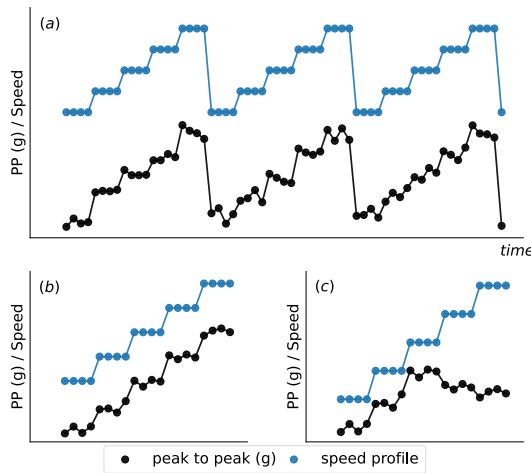 (a)
PP (g) / Speed
time
(b)
PP (g) / Speed
(c)
PP (g) / Speed
peak to peak (g) speed profile